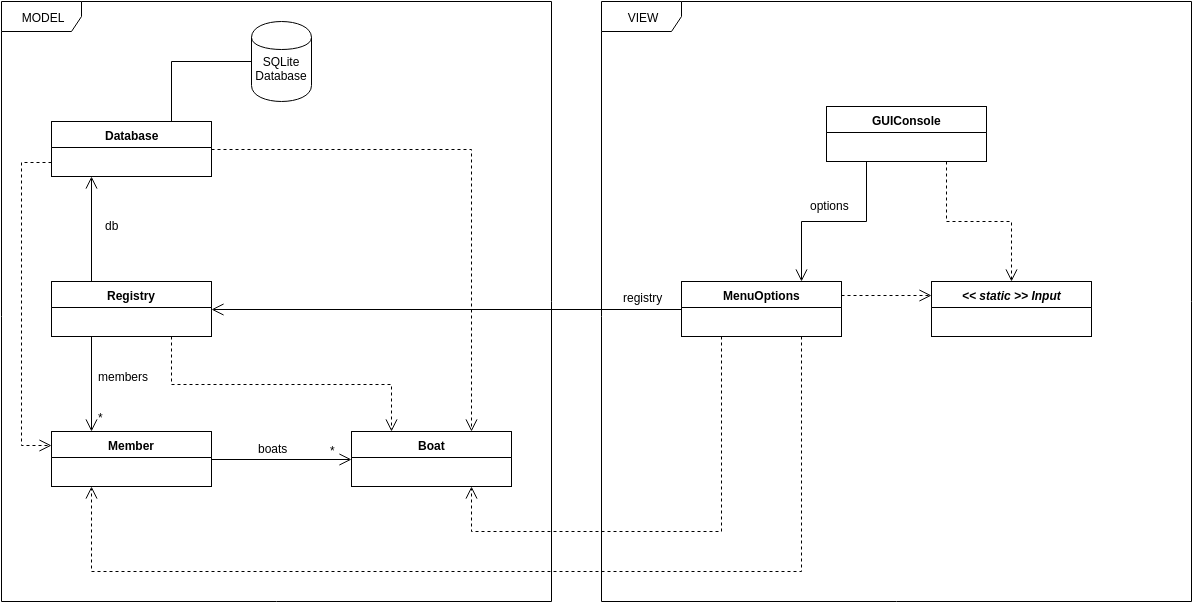 MODEL
VIEW
SQLite
Database
GUIConsole
Database
options
db
Registry
registry
MenuOptions
<< static >> Input
members
*
Member
boats
*
Boat